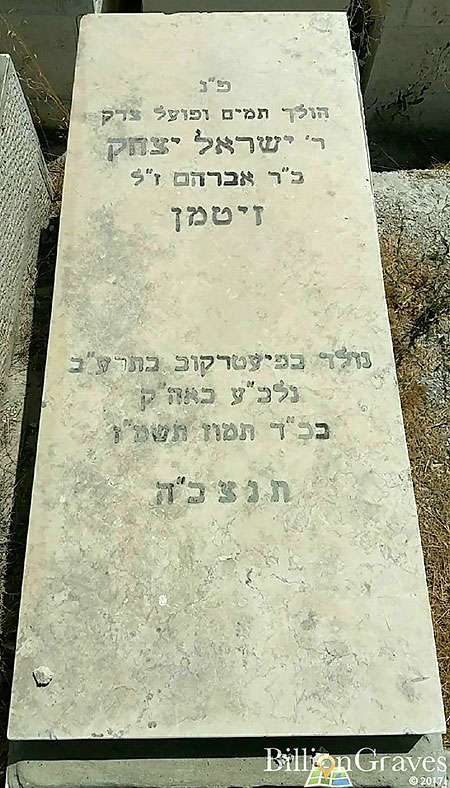 פ"נ
הולך תמים ופועל צדק
ר' ישראל יצחק
ב"ר אברהם ז"ל
זיטמן
נולד בפיעטרקוב בתרע"ב
נלב"ע באה"ק
בכ"ד תמוז תשמ"ו
ת נ צ ב"ה
BillionGraves
© 2017